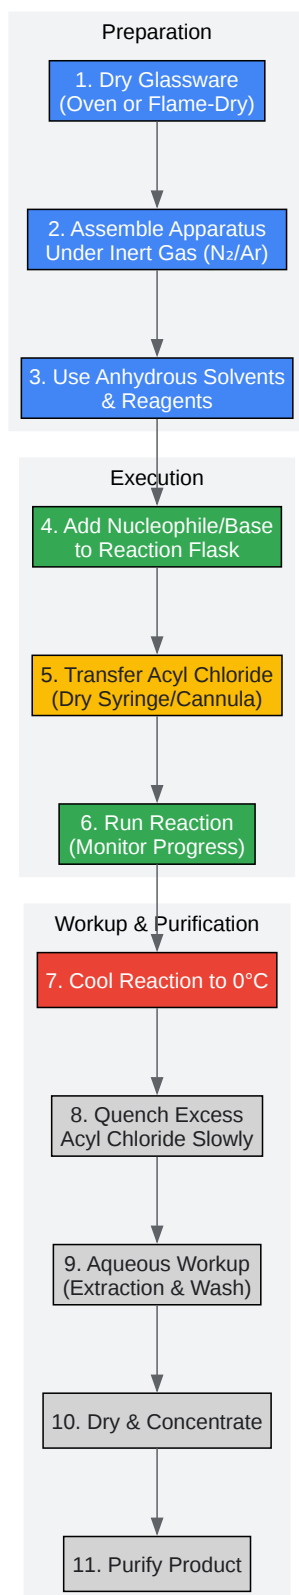 Preparation
1. Dry Glassware
(Oven or Flame-Dry)
2. Assemble Apparatus
Under Inert Gas (N₂/Ar)
3. Use Anhydrous Solvents
& Reagents
Execution
4. Add Nucleophile/Base
to Reaction Flask
5. Transfer Acyl Chloride
(Dry Syringe/Cannula)
6. Run Reaction
(Monitor Progress)
Workup & Purification
7. Cool Reaction to 0°C
8. Quench Excess
Acyl Chloride Slowly
9. Aqueous Workup
(Extraction & Wash)
10. Dry & Concentrate
11. Purify Product